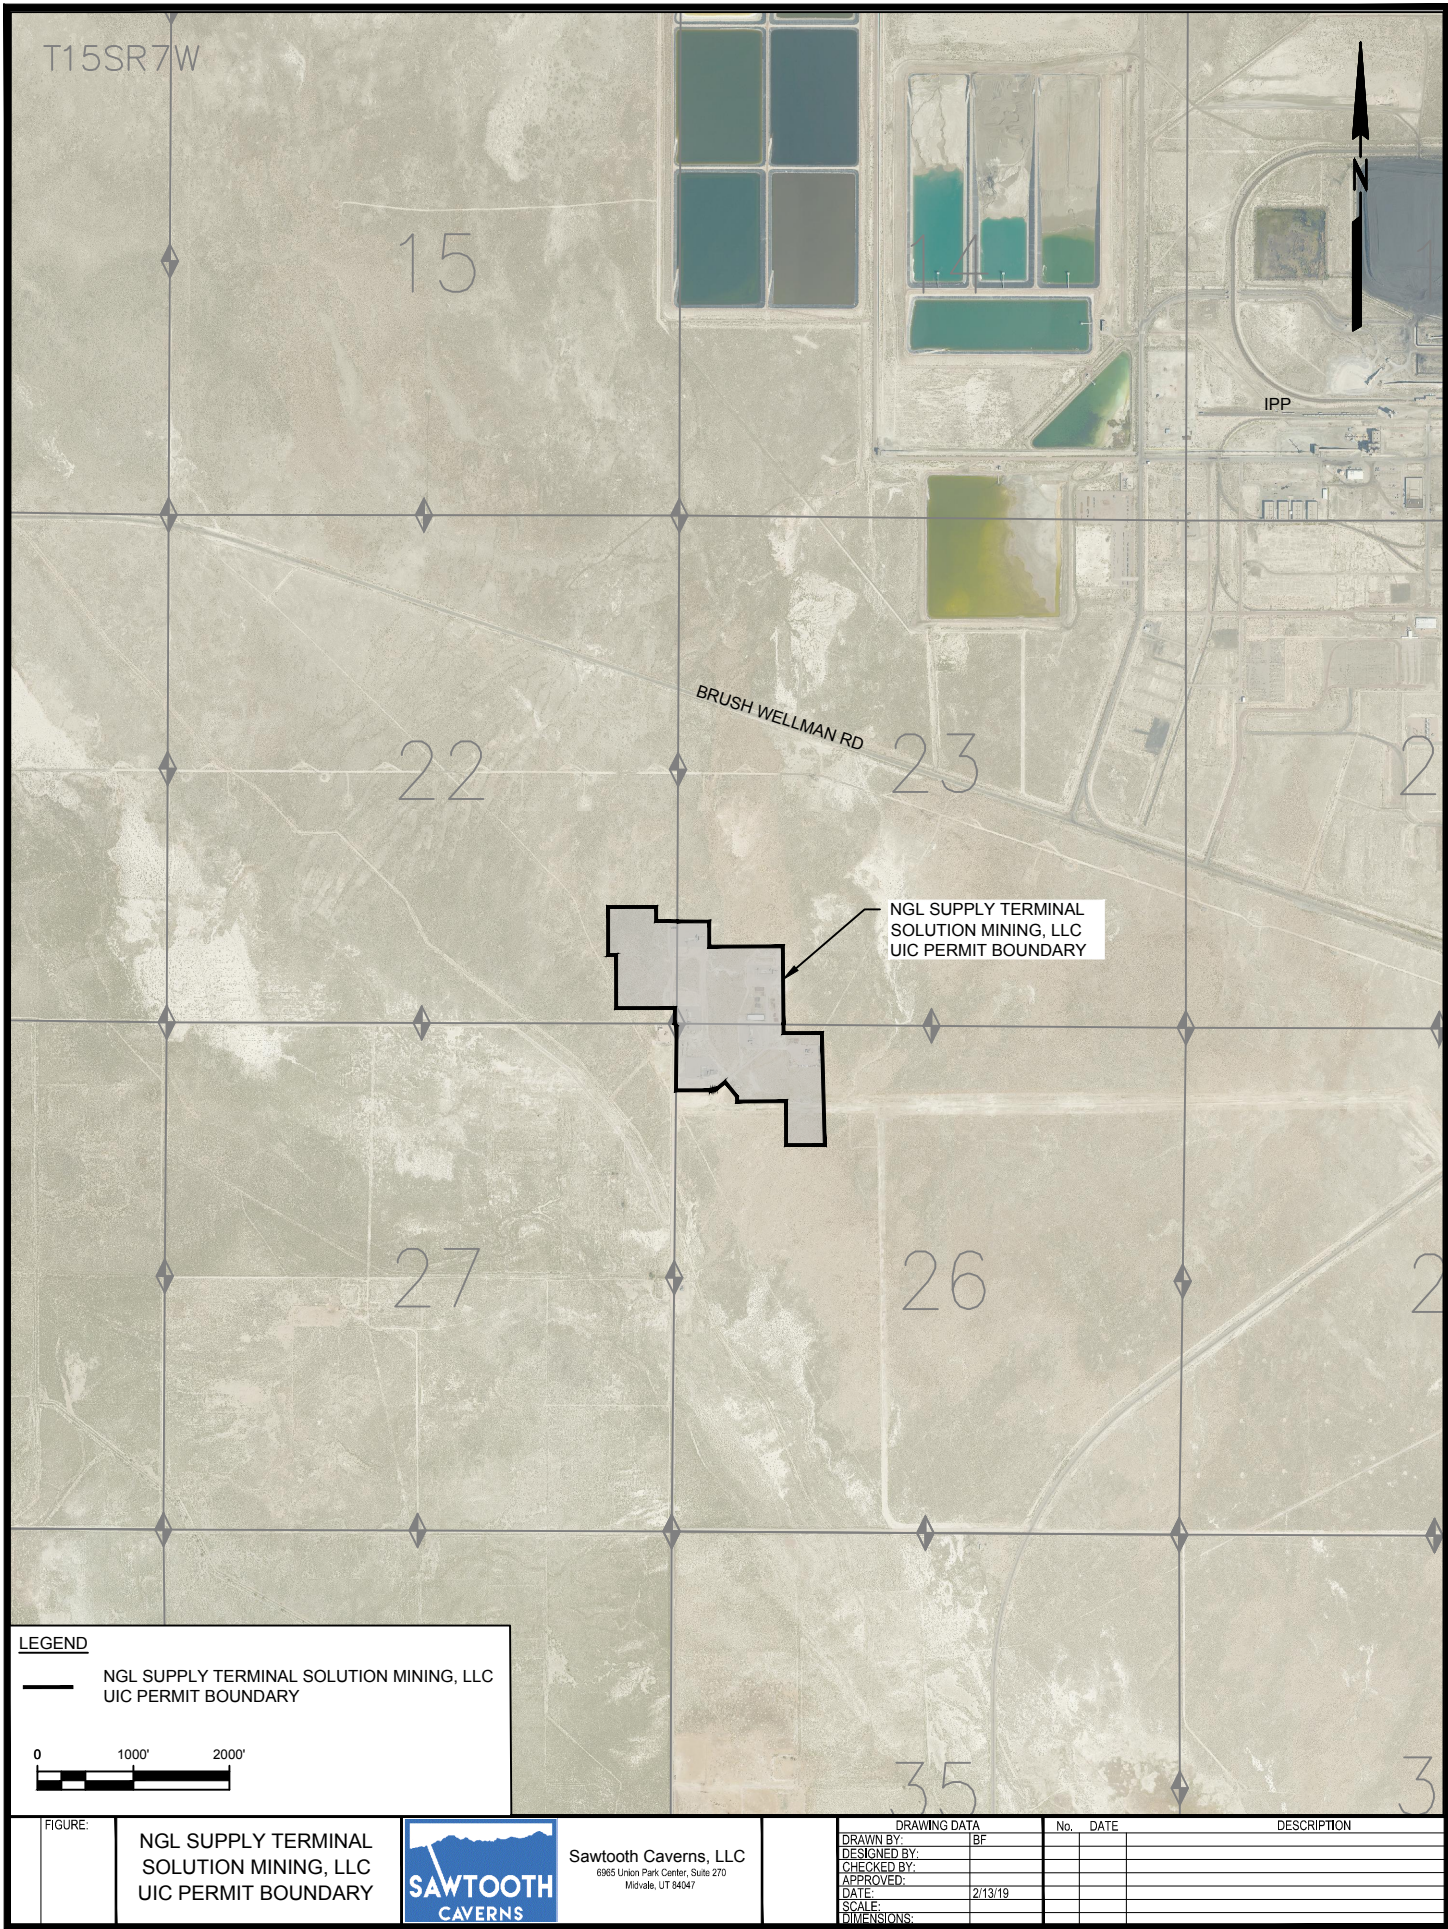 T15SR7W
N
15
14
1
IPP
BRUSH WELLMAN RD
22
23
2
NGL SUPPLY TERMINAL
SOLUTION MINING, LLC
UIC PERMIT BOUNDARY
27
26
2
35
3
LEGEND
NGL SUPPLY TERMINAL SOLUTION MINING, LLC
UIC PERMIT BOUNDARY
0 1000' 2000'
FIGURE:
NGL SUPPLY TERMINAL
SOLUTION MINING, LLC
UIC PERMIT BOUNDARY
SAWTOOTH
CAVERNS
Sawtooth Caverns, LLC
6965 Union Park Center, Suite 270
Midvale, UT 84047
DRAWING DATA
DRAWN BY: BF
DESIGNED BY:
CHECKED BY:
APPROVED:
DATE: 2/13/19
SCALE:
DIMENSIONS:
No. DATE DESCRIPTION